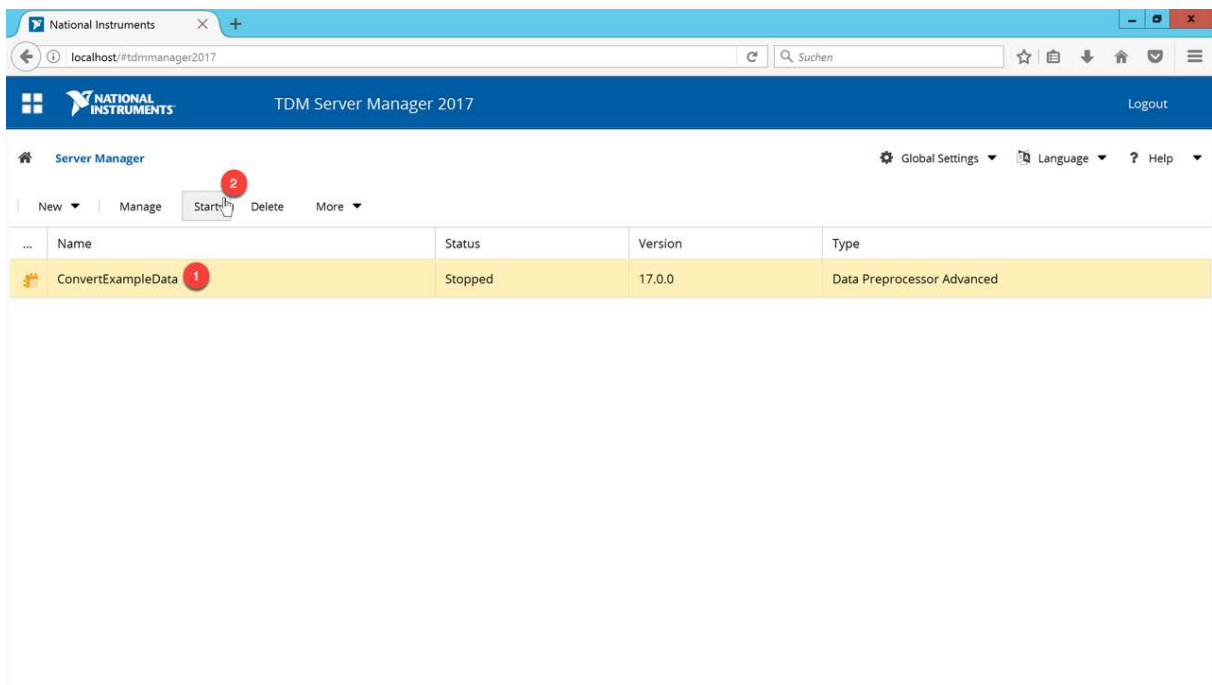 National Instruments
localhost/#tdmmanager2017
Suchen
NATIONAL INSTRUMENTS
TDM Server Manager 2017
Logout
Server Manager
Global Settings
Language
? Help
2
New
Manage
Start
Delete
More
... Name Status Version Type
ConvertExampleData 1 Stopped 17.0.0 Data Preprocessor Advanced